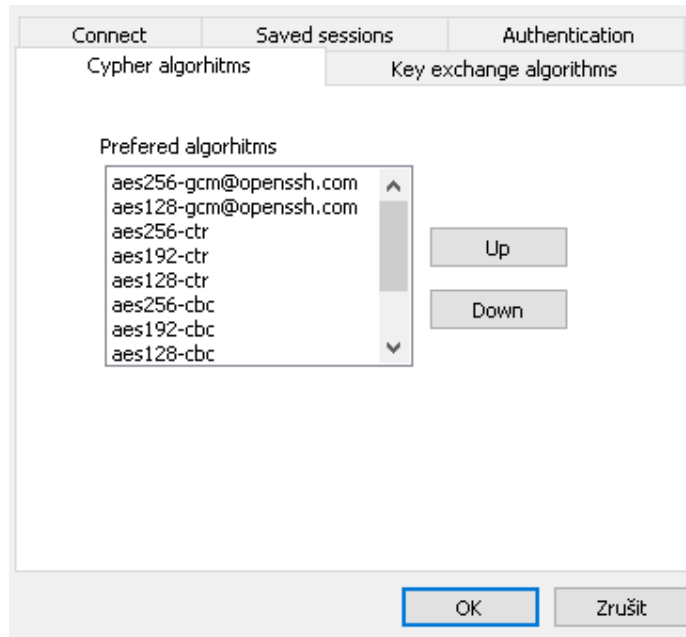 Connect Saved sessions Authentication
Cypher algorhitms Key exchange algorithms
Prefered algorhitms
aes256-gcm@openssh.com
aes128-gcm@openssh.com
aes256-ctr
aes192-ctr
aes128-ctr
aes256-cbc
aes192-cbc
aes128-cbc
Up
Down
OK Zrušit